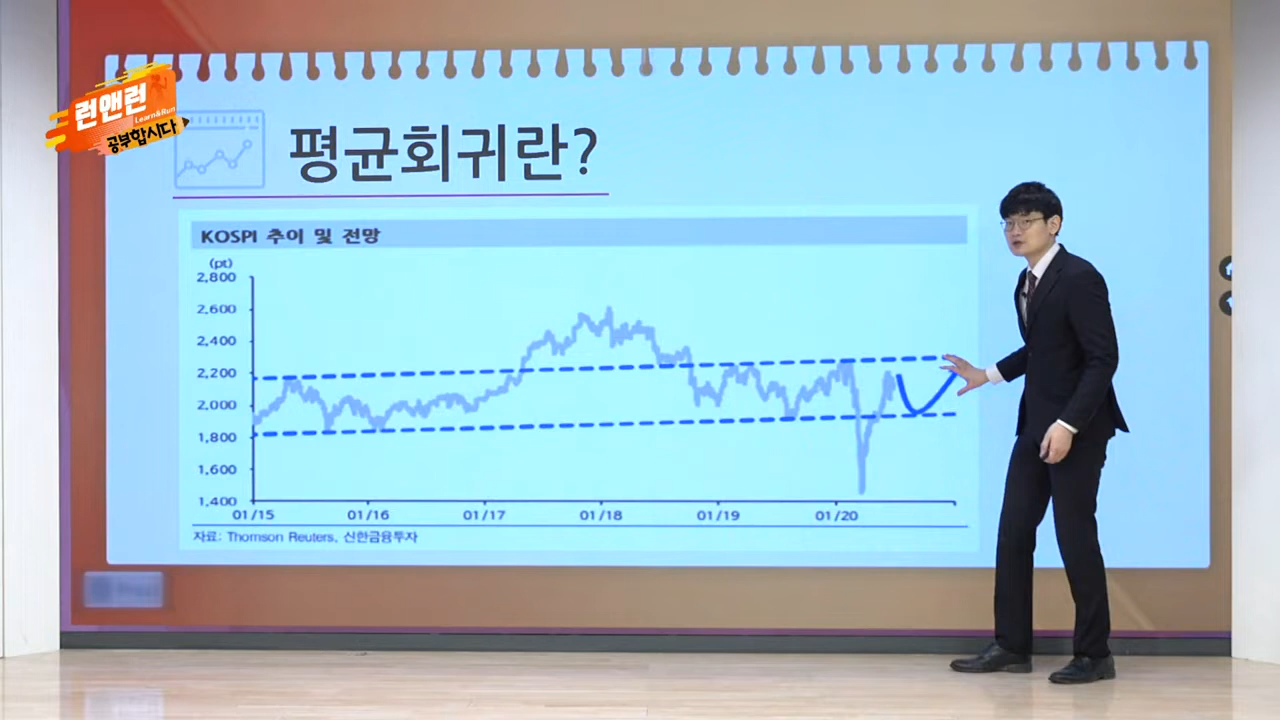 런앤런
Learn&Run
공부합시다
평균회귀란?
KOSPI 추이 및 전망
(pt)
2,800
2,600
2,400
2,200
2,000
1,800
1,600
1,400
01/15 01/16 01/17 01/18 01/19 01/20
자료: Thomson Reuters, 신한금융투자